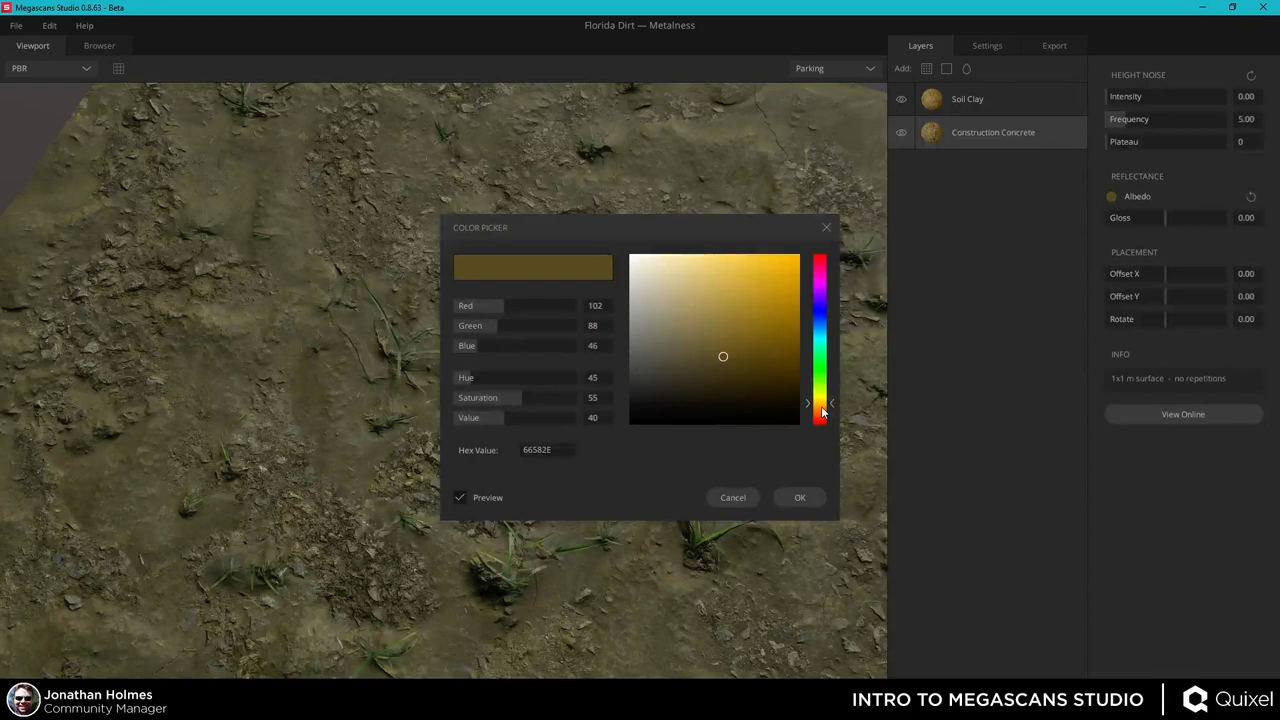 Megascans Studio 0.8.63 - Beta
File Edit Help
Florida Dirt — Metalness
Viewport Browser
Layers Settings Export
PBR
Parking
Add:
Soil Clay
Construction Concrete
HEIGHT NOISE
Intensity 0.00
Frequency 5.00
Plateau 0
REFLECTANCE
Albedo
Gloss 0.00
PLACEMENT
Offset X 0.00
Offset Y 0.00
Rotate 0.00
INFO
1x1 m surface - no repetitions
View Online
COLOR PICKER
Red 102
Green 88
Blue 46
Hue 45
Saturation 55
Value 40
Hex Value: 66582E
Preview
Cancel OK
Jonathan Holmes
Community Manager
INTRO TO MEGASCANS STUDIO
Quixel